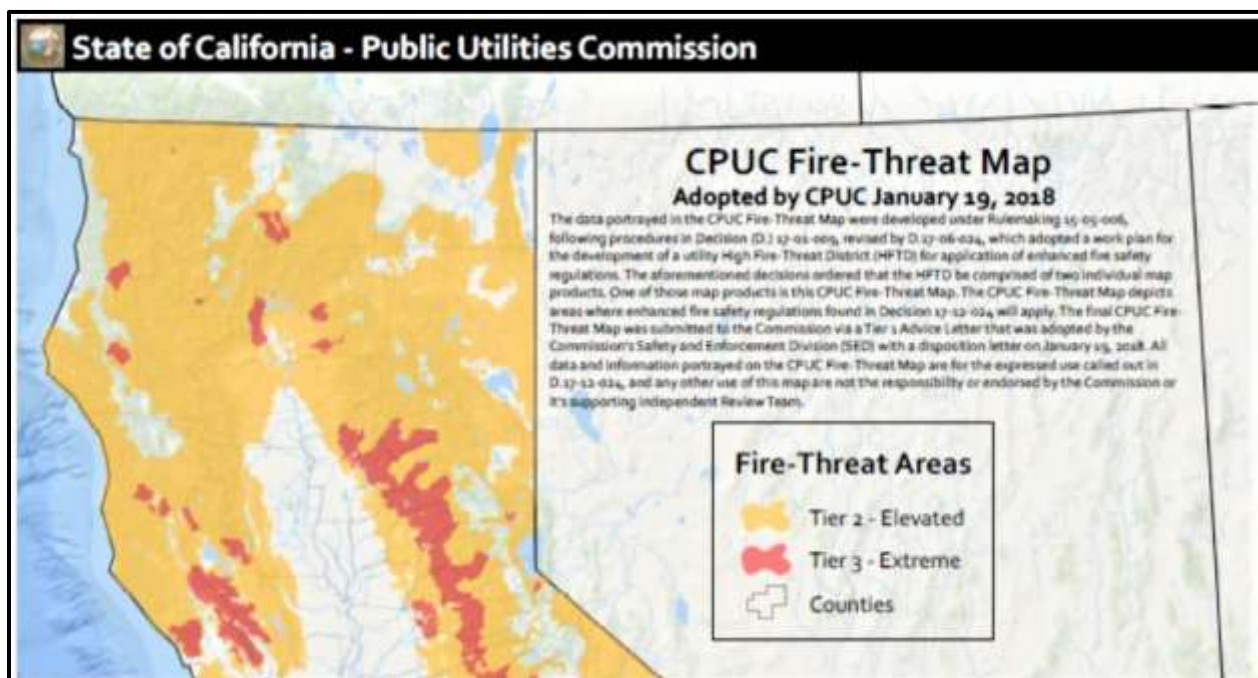 State of California - Public Utilities Commission
CPUC Fire-Threat Map
Adopted by CPUC January 19, 2018
The data portrayed in the CPUC Fire-Threat Map were developed under Rulemaking 15-05-006,
following procedures in Decision (D.) 17-01-009, revised by D.17-06-024, which adopted a work plan for
the development of a utility High Fire-Threat District (HFTD) for application of enhanced fire safety
regulations. The aforementioned decisions ordered that the HFTD be comprised of two individual map
products. One of those map products is this CPUC Fire-Threat Map. The CPUC Fire-Threat Map depicts
areas where enhanced fire safety regulations found in Decision 17-12-024 will apply. The final CPUC Fire-
Threat Map was submitted to the Commission via a Tier 1 Advice Letter that was adopted by the
Commission's Safety and Enforcement Division (SED) with a disposition letter on January 19, 2018. All
data and information portrayed on the CPUC Fire-Threat Map are for the expressed use called out in
D.17-12-024, and any other use of this map are not the responsibility or endorsed by the Commission or
it's supporting Independent Review Team.
Fire-Threat Areas
Tier 2 - Elevated
Tier 3 - Extreme
Counties